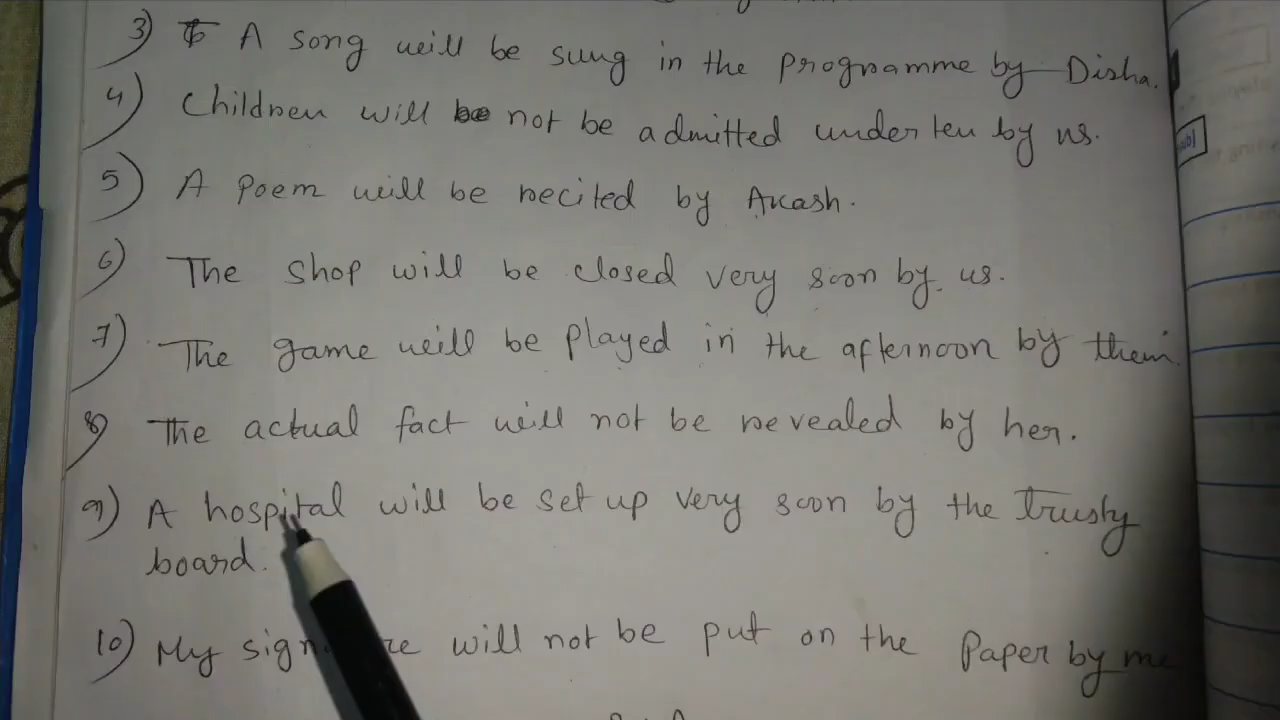 3) A song will be sung in the programme by Disha.
4) Children will not be admitted under ten by us.
5) A poem will be recited by Akash.
6) The shop will be closed very soon by us.
7) The game will be played in the afternoon by them.
8) The actual fact will not be revealed by her.
9) A hospital will be set up very soon by the trusty
board.
10) My will not be put on the Paper by me